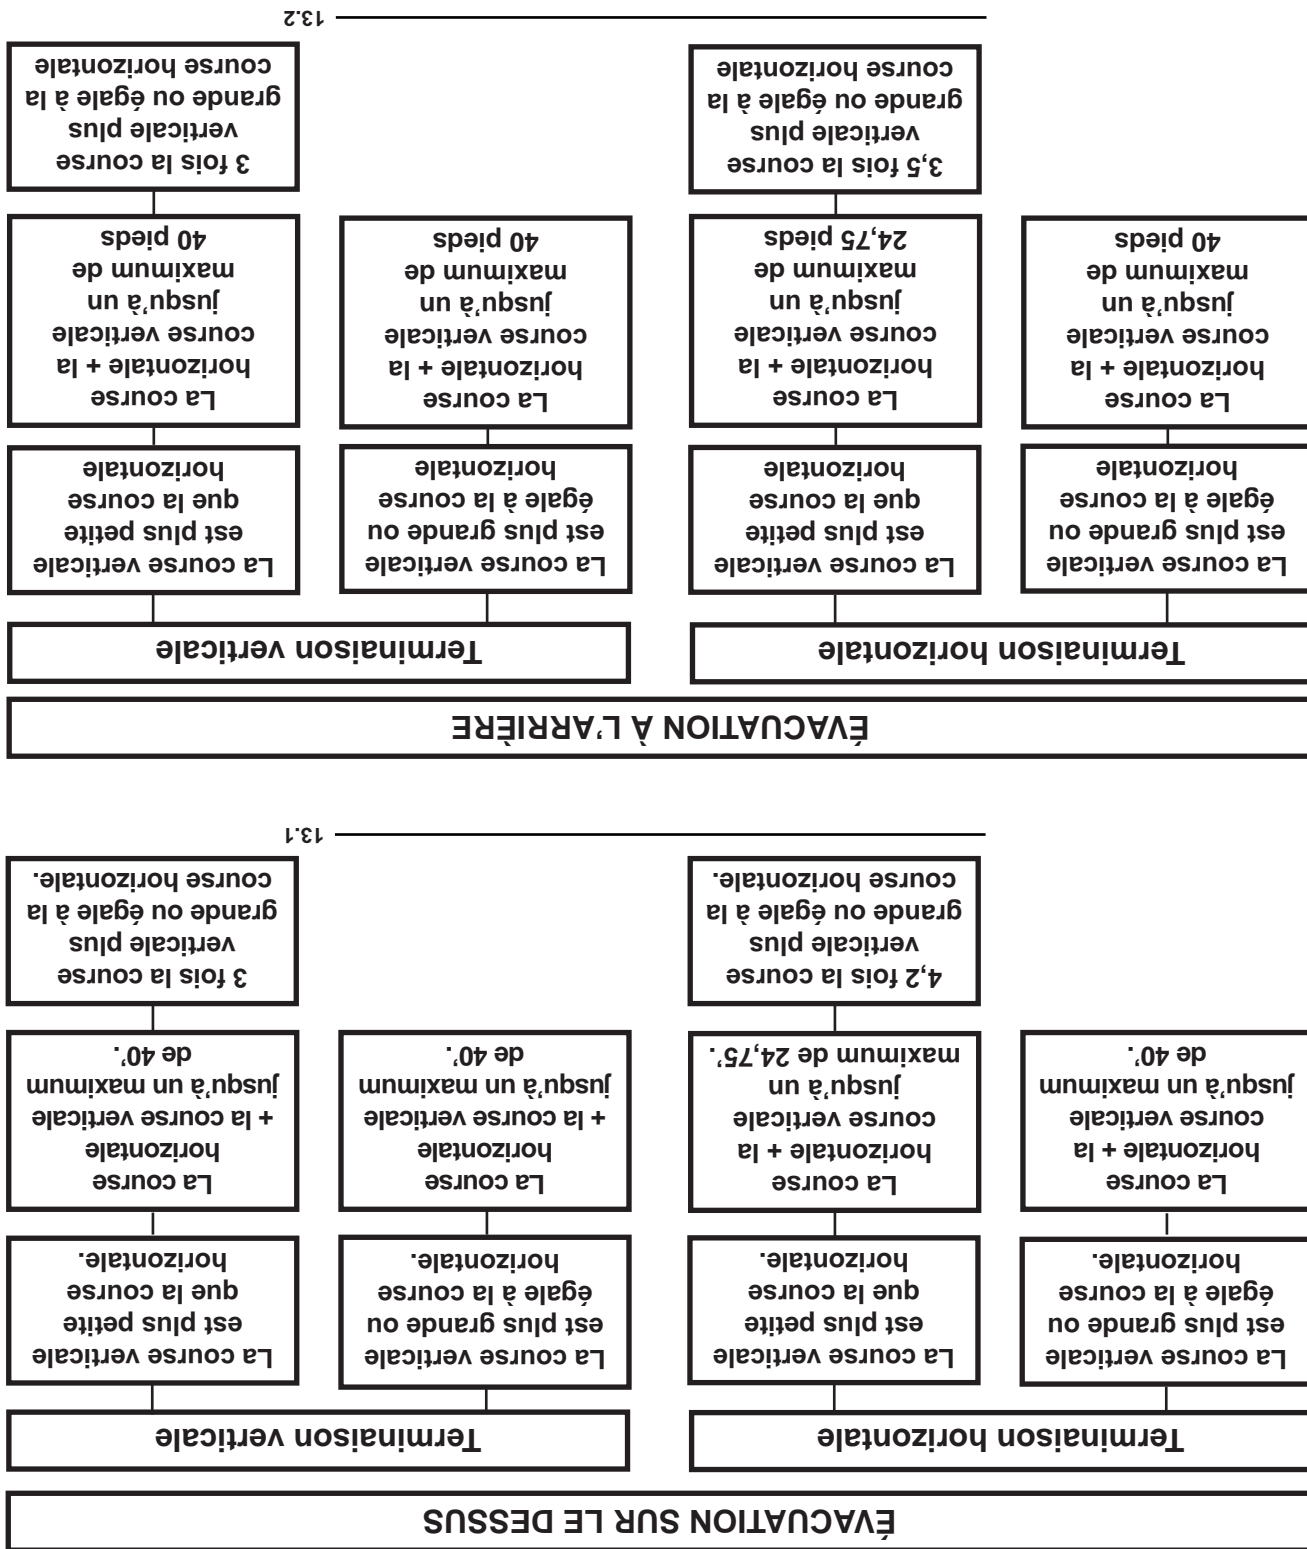 ÉVACUATION SUR LE DESSUS
Terminaison horizontale
La course verticale
est plus grande ou
égale à la course
horizontale.
La course
horizontale + la
course verticale
jusqu'à un maximum
de 40'.
La course verticale
est plus petite
que la course
horizontale.
La course
horizontale + la
course verticale
jusqu'à un
maximum de 24,75'.
4,2 fois la course
verticale plus
grande ou égale à la
course horizontale.
Terminaison verticale
La course verticale
est plus grande ou
égale à la course
horizontale.
La course
horizontale
+ la course verticale
jusqu'à un maximum
de 40'.
La course verticale
est plus petite
que la course
horizontale.
La course
horizontale
+ la course verticale
jusqu'à un maximum
de 40'.
3 fois la course
verticale plus
grande ou égale à la
course horizontale.
13.1
ÉVACUATION À L'ARRIÈRE
Terminaison horizontale
La course verticale
est plus grande ou
égale à la course
horizontale
La course
horizontale + la
course verticale
jusqu'à un
maximum de
40 pieds
La course verticale
est plus petite
que la course
horizontale
La course
horizontale + la
course verticale
jusqu'à un
maximum de
24,75 pieds
3,5 fois la course
verticale plus
grande ou égale à la
course horizontale
Terminaison verticale
La course verticale
est plus grande ou
égale à la course
horizontale
La course
horizontale + la
course verticale
jusqu'à un
maximum de
40 pieds
La course verticale
est plus petite
que la course
horizontale
La course
horizontale + la
course verticale
jusqu'à un
maximum de
40 pieds
3 fois la course
verticale plus
grande ou égale à la
course horizontale
13.2